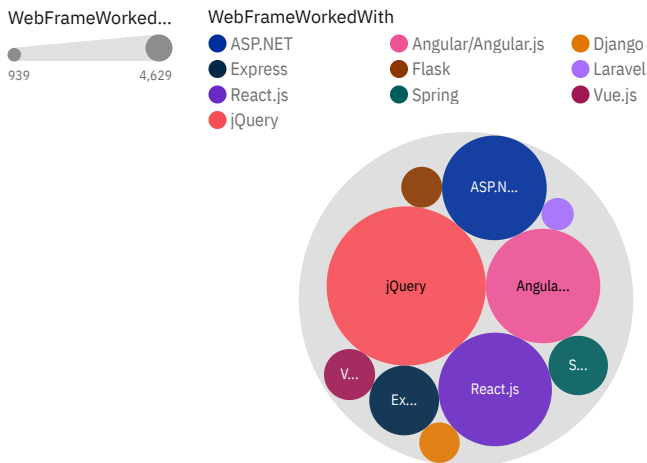 WebFrameWorked...
939
4,629
WebFrameWorkedWith
ASP.NET
Angular/Angular.js
Django
Express
Flask
Laravel
React.js
Spring
Vue.js
jQuery
ASP.N...
jQuery
Angula...
S...
V...
React.js
Ex...